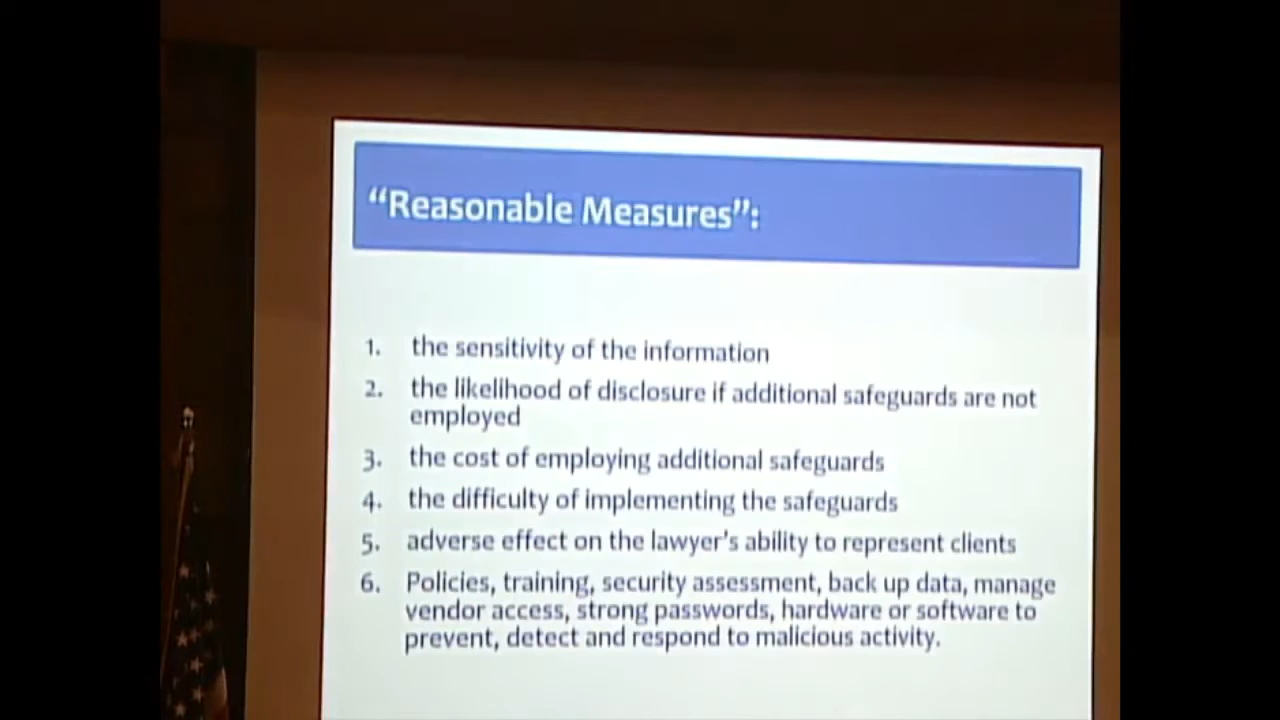 “Reasonable Measures”:
1. the sensitivity of the information
2. the likelihood of disclosure if additional safeguards are not
employed
3. the cost of employing additional safeguards
4. the difficulty of implementing the safeguards
5. adverse effect on the lawyer's ability to represent clients
6. Policies, training, security assessment, back up data, manage
vendor access, strong passwords, hardware or software to
prevent, detect and respond to malicious activity.